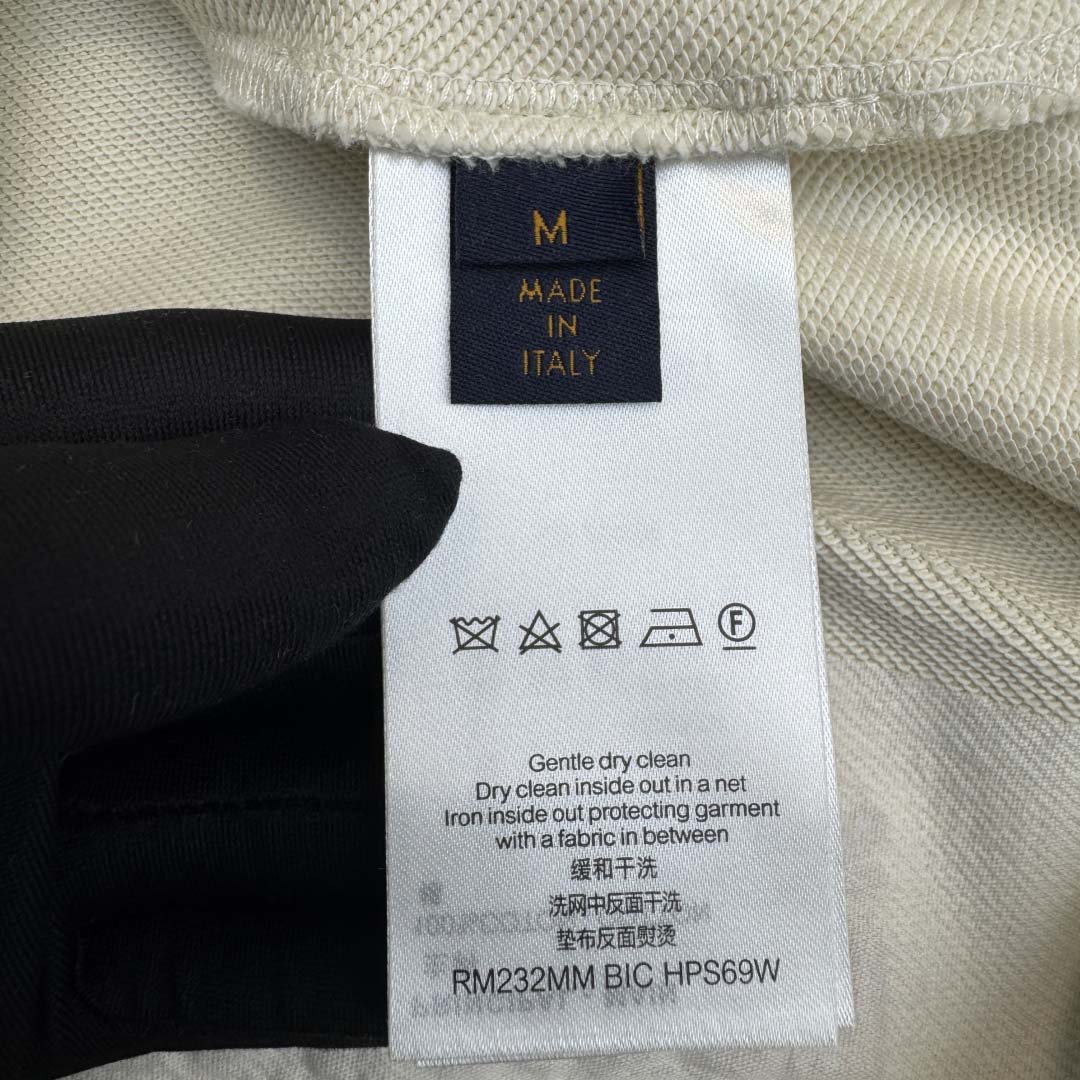 M
MADE
IN
ITALY
F
Gentle dry clean
Dry clean inside out in a net
Iron inside out protecting garment
with a fabric in between
缓和干洗
洗网中反面干洗
垫布反面熨烫
RM232MM BIC HPS69W